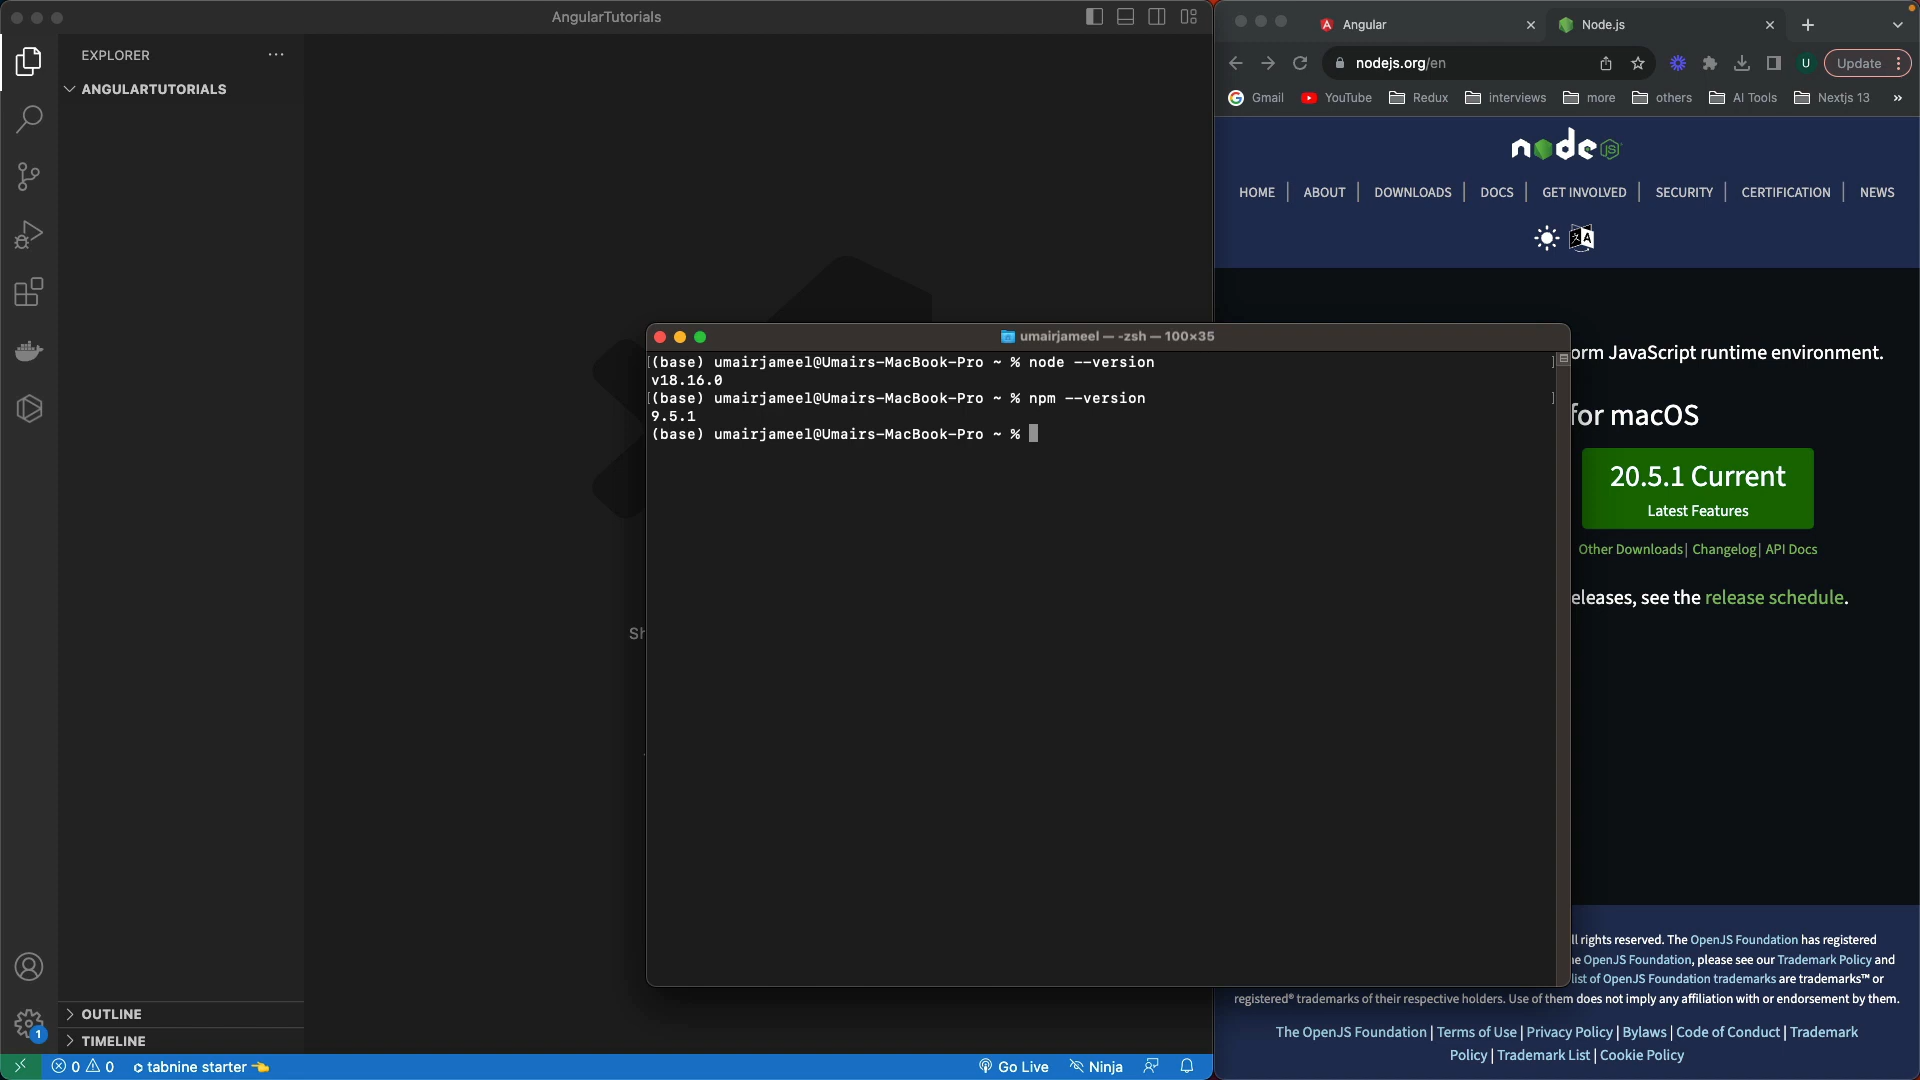 AngularTutorials
EXPLORER
ANGULARTUTORIALS
OUTLINE
TIMELINE
1
0 0 tabnine starter
Go Live
Ninja
umairjameel — -zsh — 100×35
(base) umairjameel@Umairs-MacBook-Pro ~ % node --version
v18.16.0
(base) umairjameel@Umairs-MacBook-Pro ~ % npm --version
9.5.1
(base) umairjameel@Umairs-MacBook-Pro ~ %
Angular
Node.js
nodejs.org/en
U
Update
Gmail YouTube Redux interviews more others AI Tools Nextjs 13 »
node JS
HOME | ABOUT | DOWNLOADS | DOCS | GET INVOLVED | SECURITY | CERTIFICATION | NEWS
orm JavaScript runtime environment.
for macOS
20.5.1 Current
Latest Features
Other Downloads | Changelog | API Docs
eleases, see the release schedule.
ll rights reserved. The OpenJS Foundation has registered
OpenJS Foundation, please see our Trademark Policy and
list of OpenJS Foundation trademarks are trademarks™ or
registered® trademarks of their respective holders. Use of them does not imply any affiliation with or endorsement by them.
The OpenJS Foundation | Terms of Use | Privacy Policy | Bylaws | Code of Conduct | Trademark
Policy | Trademark List | Cookie Policy